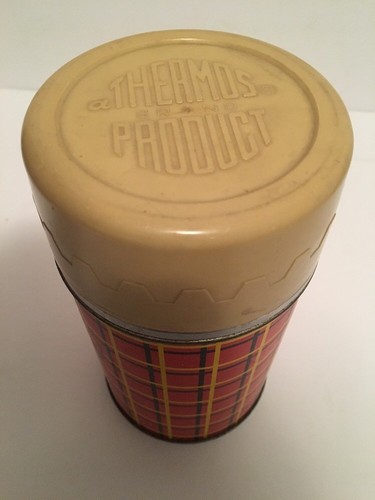 a THERMOS®
BRAND
PRODUCT